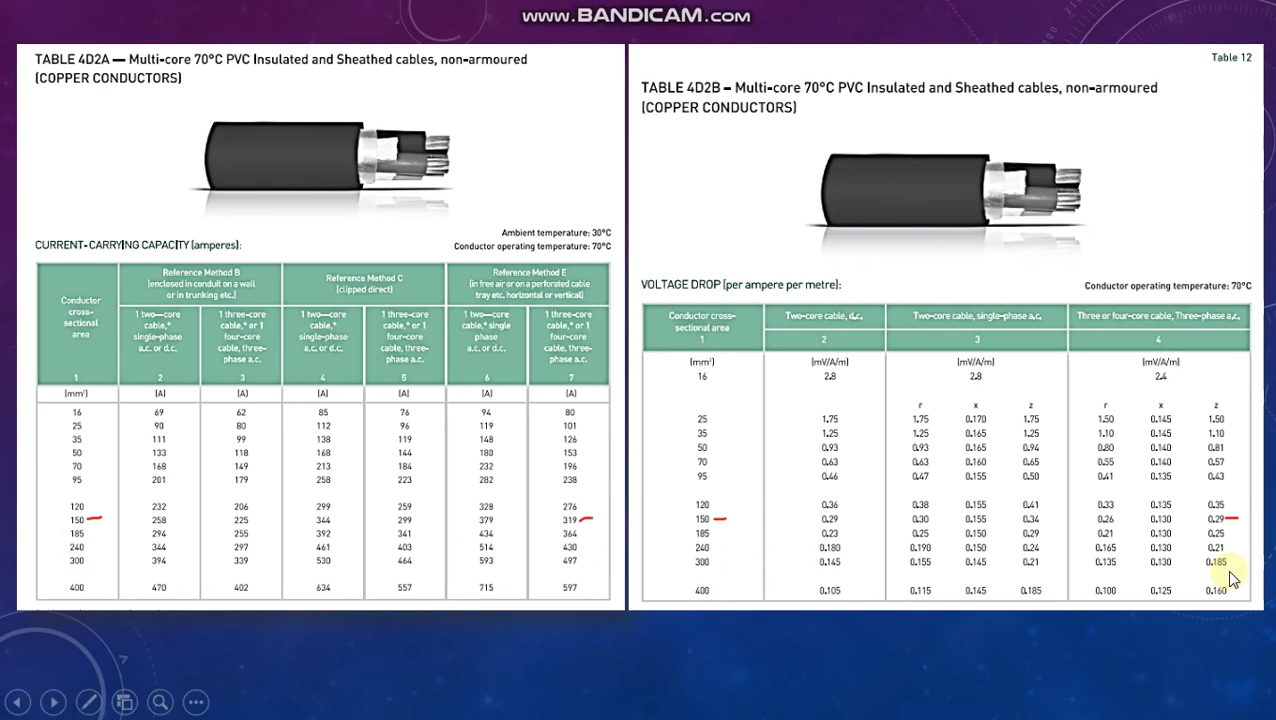 www.BANDICAM.com
TABLE 4D2A — Multi-core 70°C PVC Insulated and Sheathed cables, non-armoured
(COPPER CONDUCTORS)
Ambient temperature: 30°C
CURRENT-CARRYING CAPACITY (amperes):
Conductor operating temperature: 70°C
Conductor cross-sectional area
Reference Method B (enclosed in conduit on a wall or in trunking etc.)
Reference Method C (clipped direct)
Reference Method E (in free air or on a perforated cable tray etc. horizontal or vertical)
1 two—core cable,* single-phase a.c. or d.c.
1 three-core cable,* or 1 four-core cable, three-phase a.c.
1 two—core cable,* single-phase a.c. or d.c.
1 three-core cable,* or 1 four-core cable, three-phase a.c.
1 two—core cable,* single phase a.c. or d.c.
1 three-core cable,* or 1 four-core cable, three-phase a.c.
1 2 3 4 5 6 7
(mm²) (A) (A) (A) (A) (A) (A)
16 69 62 85 76 94 80
25 90 80 112 96 119 101
35 111 99 138 119 148 126
50 133 118 168 144 180 153
70 168 149 213 184 232 196
95 201 179 258 223 282 238
120 232 206 299 259 328 276
150 258 225 344 299 379 319
185 294 255 392 341 434 364
240 344 297 461 403 514 430
300 394 339 530 464 593 497
400 470 402 634 557 715 597
Table 12
TABLE 4D2B – Multi-core 70°C PVC Insulated and Sheathed cables, non-armoured
(COPPER CONDUCTORS)
VOLTAGE DROP (per ampere per metre):
Conductor operating temperature: 70°C
Conductor cross-sectional area
Two-core cable, d.c.
Two-core cable, single-phase a.c.
Three or four-core cable, Three-phase a.c.
1 2 3 4
(mm²) (mV/A/m) (mV/A/m) (mV/A/m)
16 2.8 2.8 2.4
r x z r x z
25 1.75 1.75 0.170 1.75 1.50 0.145 1.50
35 1.25 1.25 0.165 1.25 1.10 0.145 1.10
50 0.93 0.93 0.165 0.94 0.80 0.140 0.81
70 0.63 0.63 0.160 0.65 0.55 0.140 0.57
95 0.46 0.47 0.155 0.50 0.41 0.135 0.43
120 0.36 0.38 0.155 0.41 0.33 0.135 0.35
150 0.29 0.30 0.155 0.34 0.26 0.130 0.29
185 0.23 0.25 0.150 0.29 0.21 0.130 0.25
240 0.180 0.190 0.150 0.24 0.165 0.130 0.21
300 0.145 0.155 0.145 0.21 0.135 0.130 0.185
400 0.105 0.115 0.145 0.185 0.100 0.125 0.160